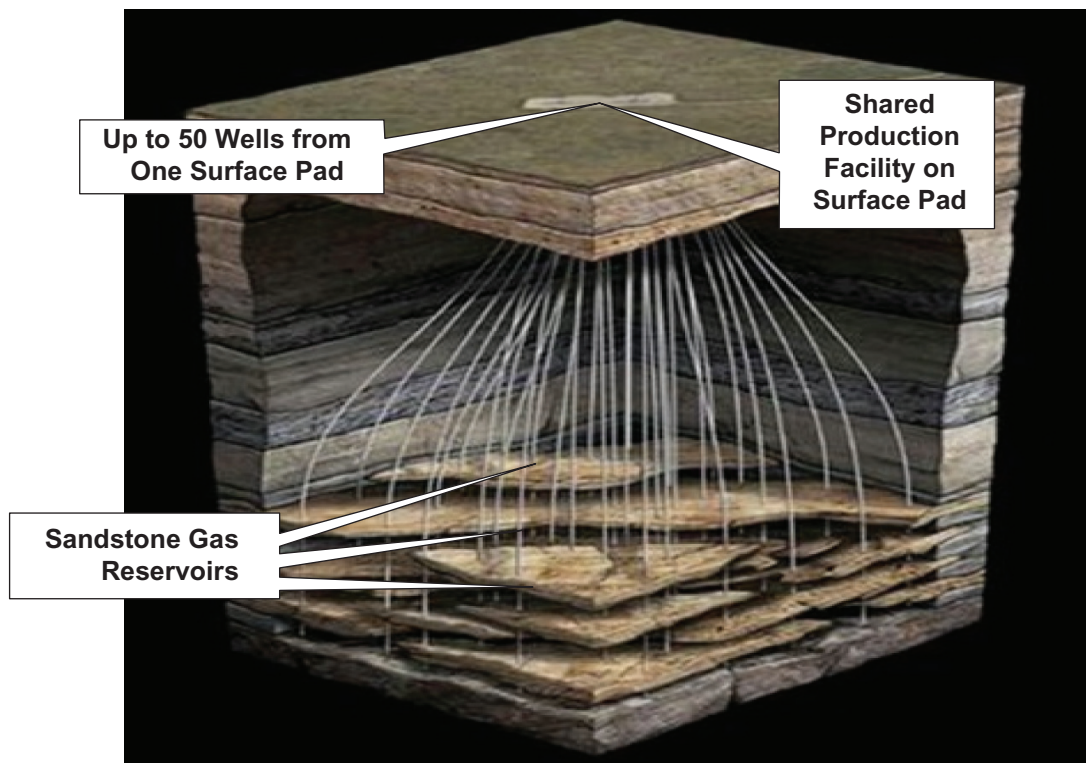 Up to 50 Wells from
One Surface Pad
Shared
Production
Facility on
Surface Pad
Sandstone Gas
Reservoirs